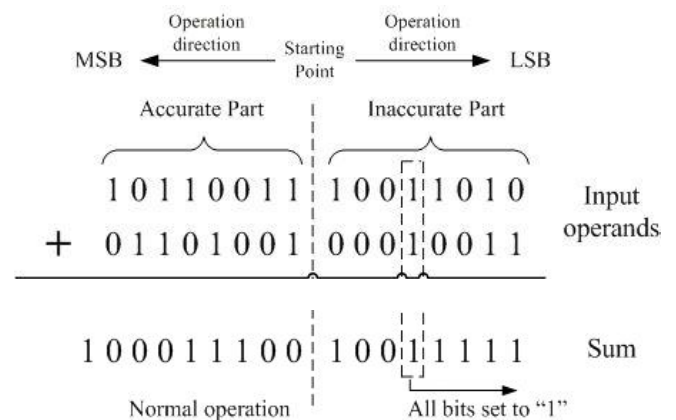 Operation direction
Operation direction
MSB
Starting Point
LSB
Accurate Part
Inaccurate Part
1 0 1 1 0 0 1 1 1 0 0 1 1 0 1 0
Input operands
+ 0 1 1 0 1 0 0 1 0 0 0 1 0 0 1 1
1 0 0 0 1 1 1 0 0 1 0 0 1 1 1 1 1
Sum
Normal operation
All bits set to “1”